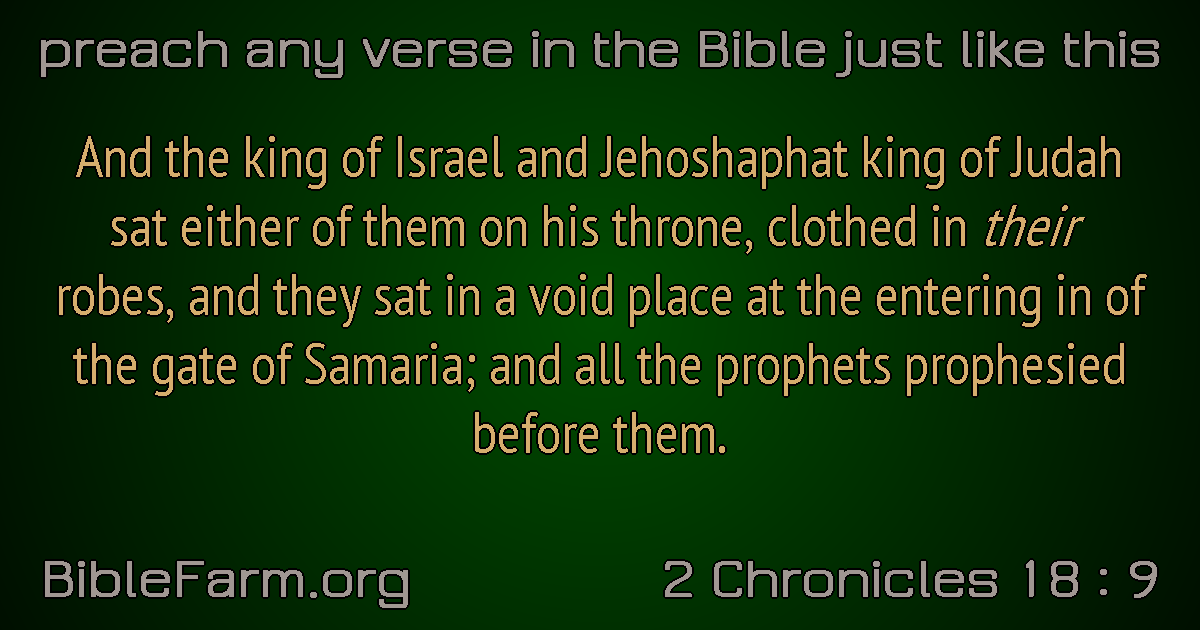 preach any verse in the Bible just like this
And the king of Israel and Jehoshaphat king of Judah
sat either of them on his throne, clothed in their
robes, and they sat in a void place at the entering in of
the gate of Samaria; and all the prophets prophesied
before them.
BibleFarm.org
2 Chronicles 18 : 9